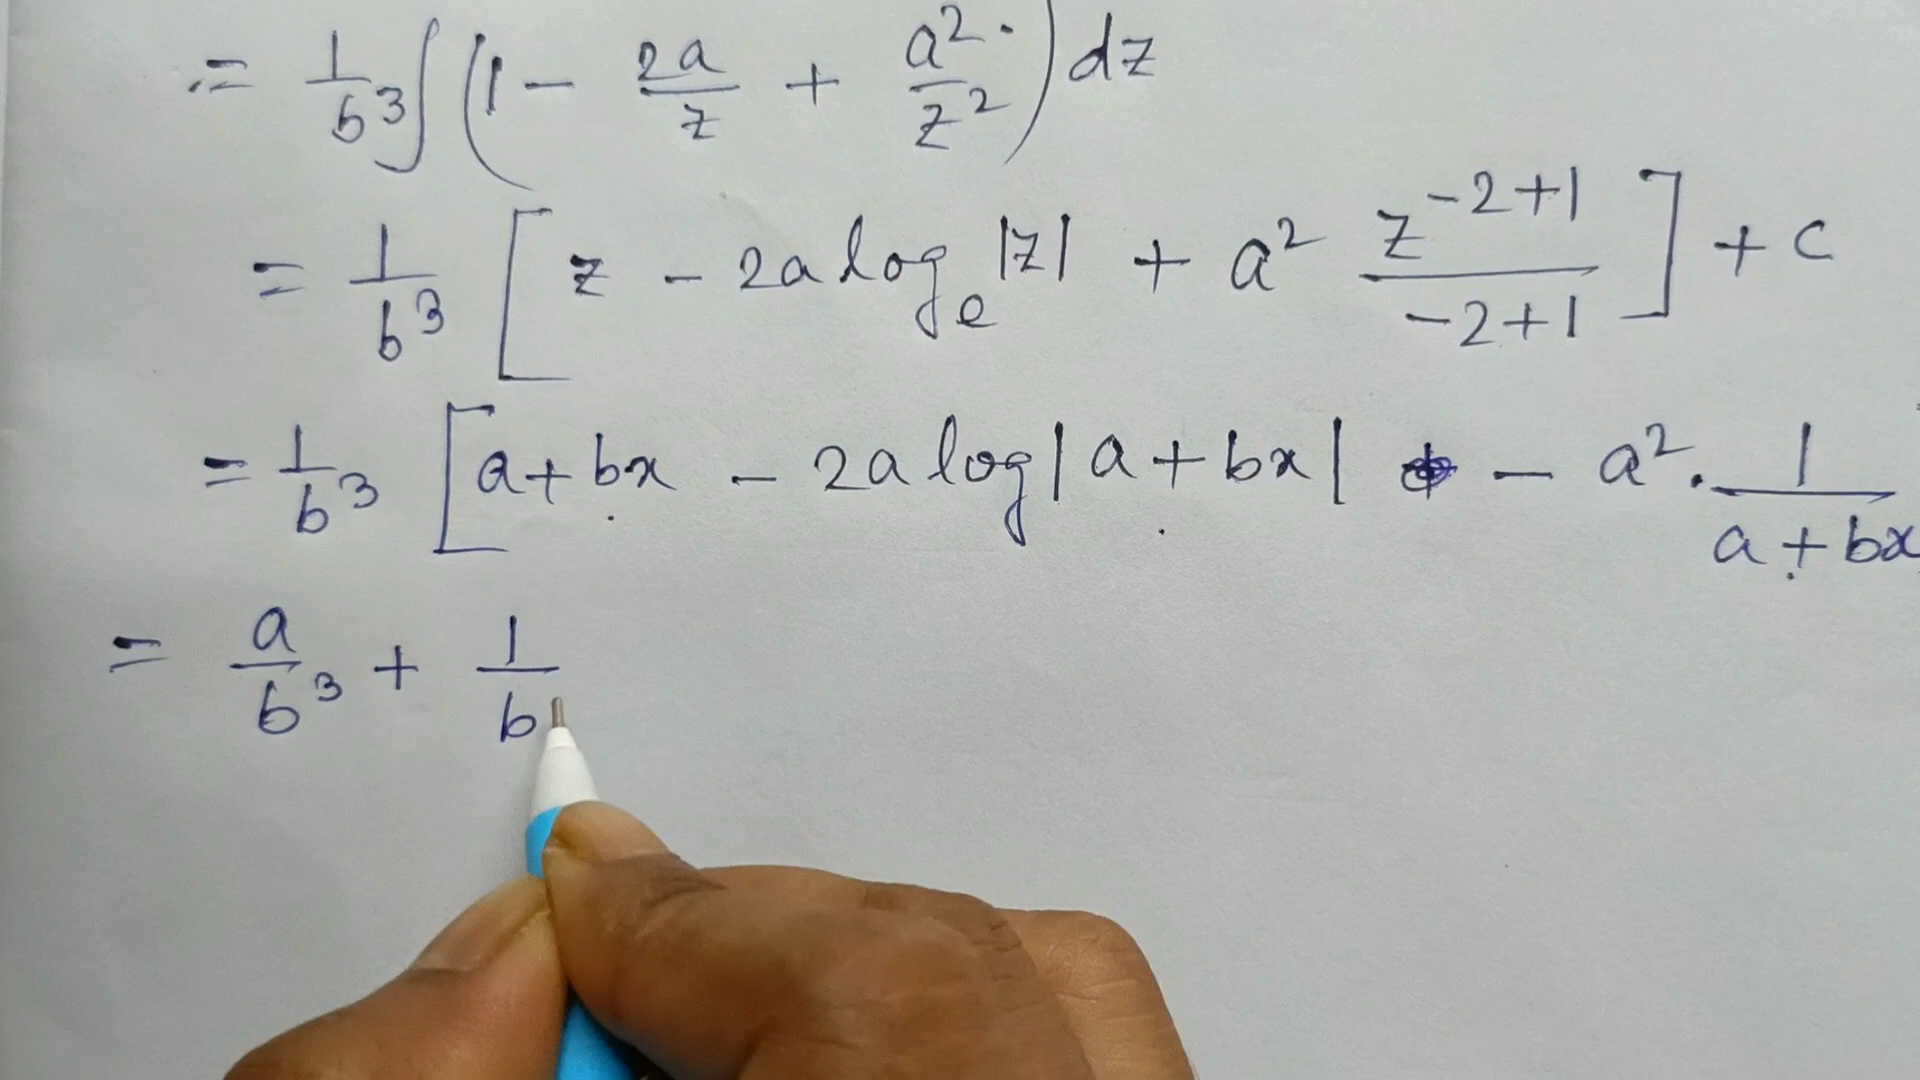 = 1/b³ ∫ (1 - 2a/z + a²/z²) dz
= 1/b³ [ z - 2a logₑ |z| + a² z^(-2+1)/(-2+1) ] + c
= 1/b³ [ a + bx - 2a log | a + bx | - a² · 1/(a + bx)
= a/b³ + 1/b